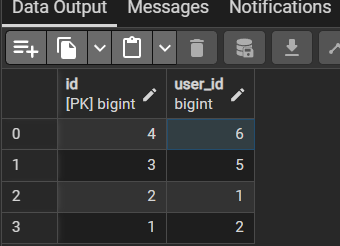 Data Output Messages Notifications
id user_id
[PK] bigint bigint
0 4 6
1 3 5
2 2 1
3 1 2